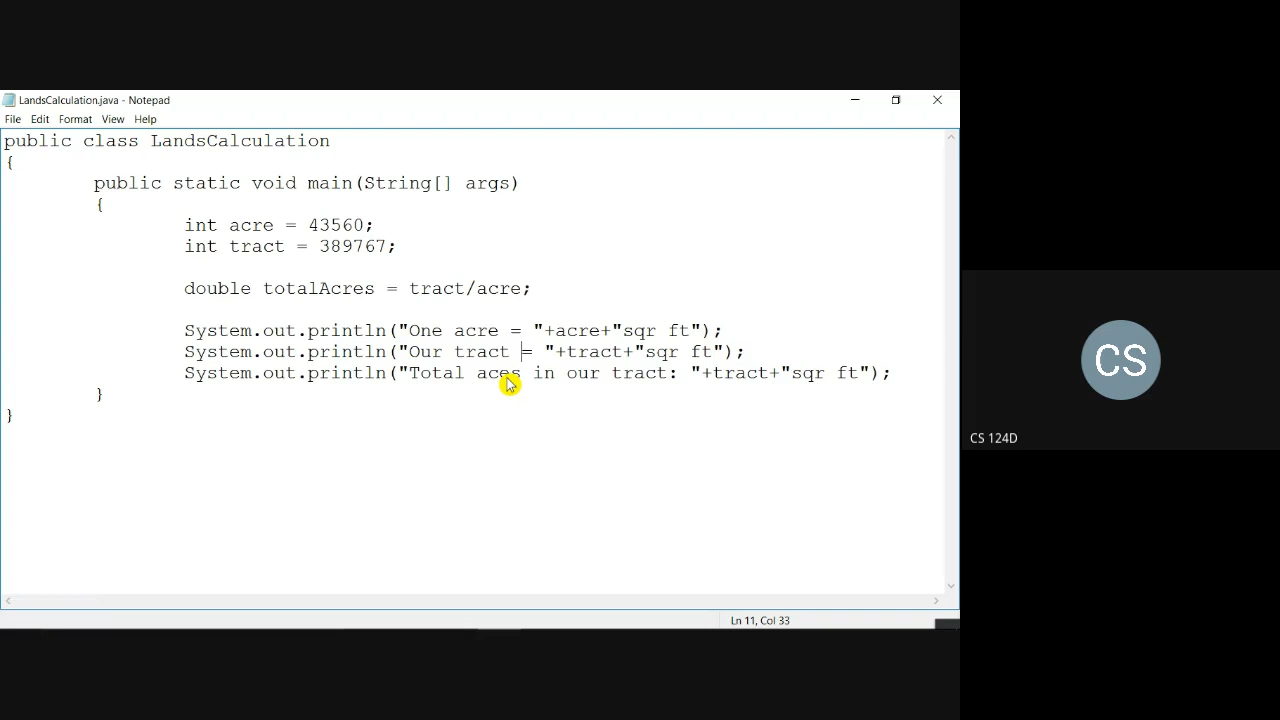 LandsCalculation.java - Notepad
File Edit Format View Help
public class LandsCalculation
{
public static void main(String[] args)
{
int acre = 43560;
int tract = 389767;
double totalAcres = tract/acre;
System.out.println("One acre = "+acre+"sqr ft");
System.out.println("Our tract = "+tract+"sqr ft");
System.out.println("Total aces in our tract: "+tract+"sqr ft");
}
}
Ln 11, Col 33
CS
CS 124D